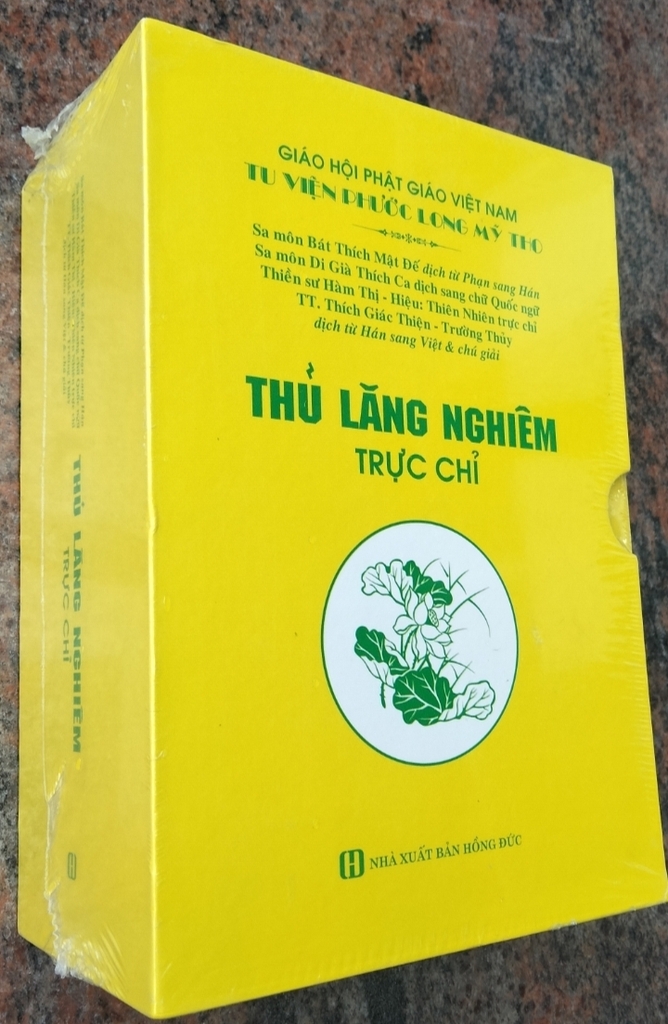 GIÁO HỘI PHẬT GIÁO VIỆT NAM
TU VIỆN PHƯỚC LONG MỸ THO
Sa môn Bát Thích Mật Đế dịch từ Phạn sang Hán
Sa môn Di Già Thích Ca dịch sang chữ Quốc ngữ
Thiền sư Hàm Thị - Hiệu: Thiên Nhiên trực chỉ
TT. Thích Giác Thiện - Trường Thủy
dịch từ Hán sang Việt & chú giải
THỦ LĂNG NGHIÊM
TRỰC CHỈ
H NHÀ XUẤT BẢN HỒNG ĐỨC
THỦ LĂNG NGHIÊM
TRỰC CHỈ
H